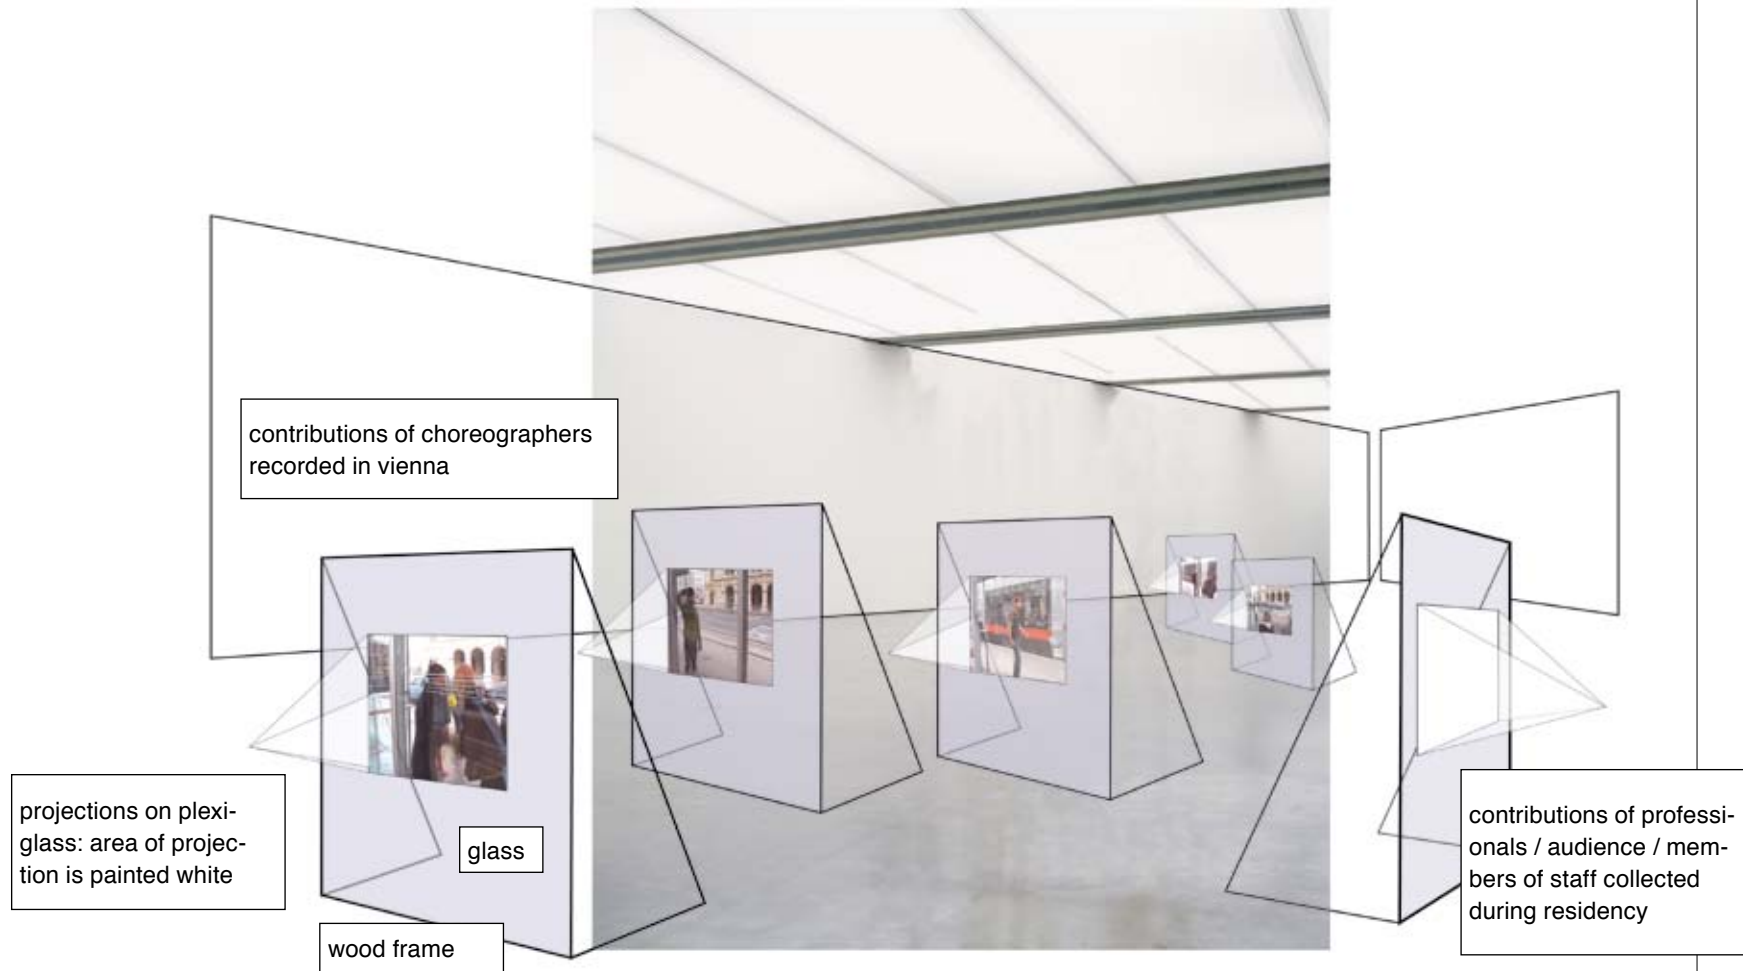 contributions of choreographers
recorded in vienna
projections on plexi-
glass: area of projec-
tion is painted white
glass
wood frame
contributions of professi-
onals / audience / mem-
bers of staff collected
during residency